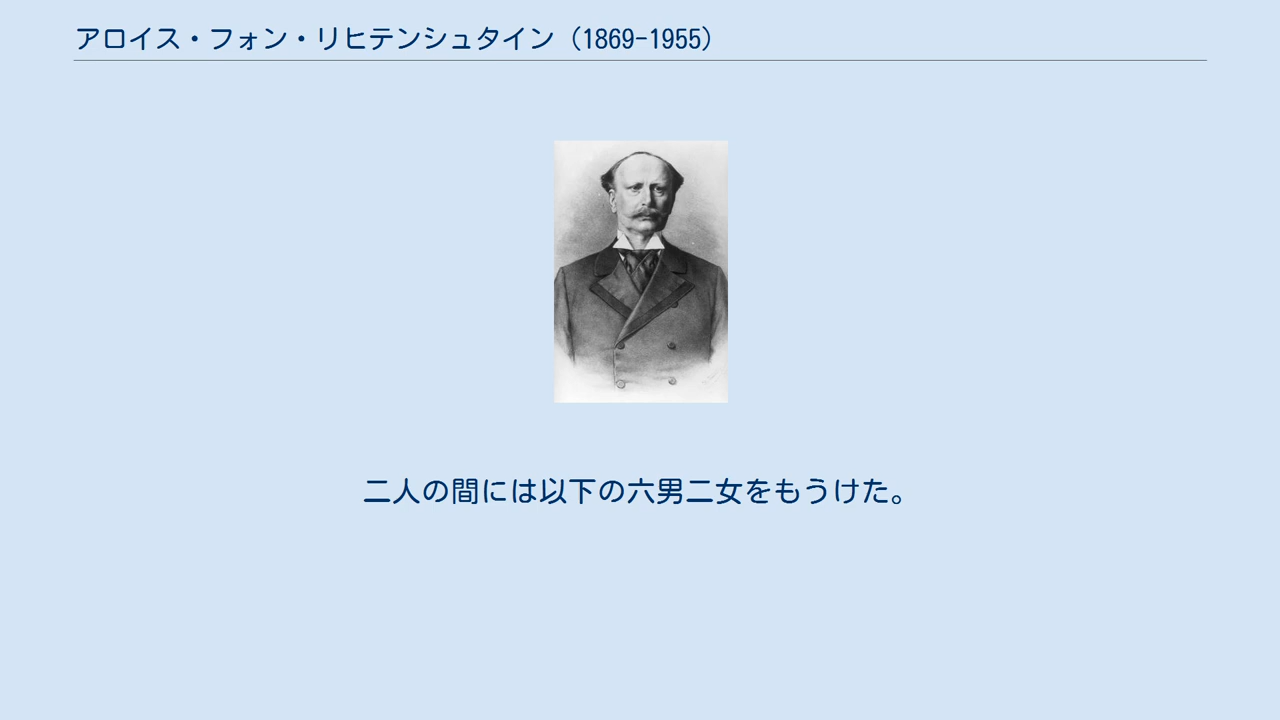 アロイス・フォン・リヒテンシュタイン（1869-1955）
二人の間には以下の六男二女をもうけた。